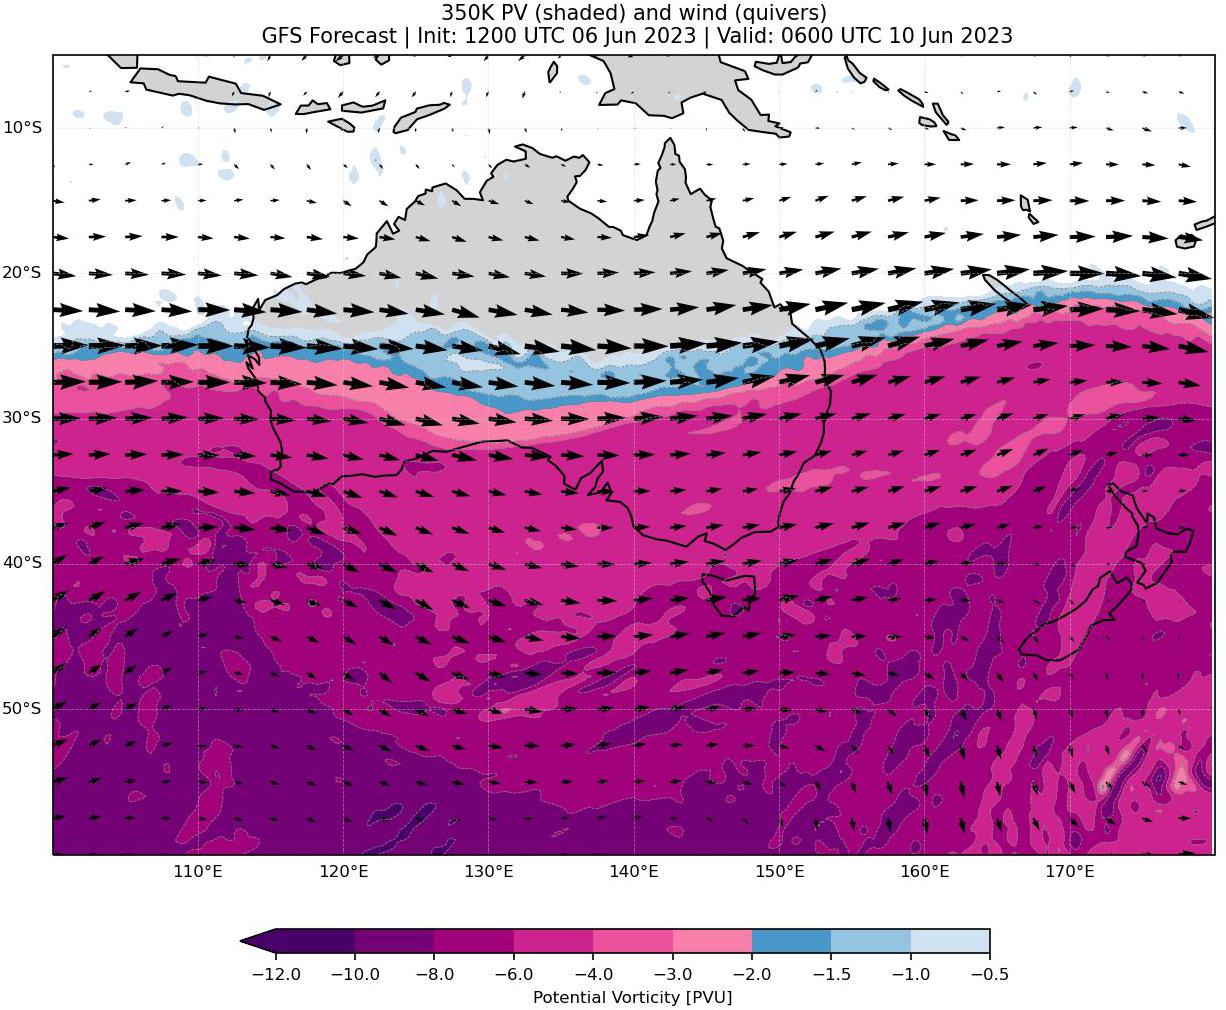 350K PV (shaded) and wind (quivers)
GFS Forecast | Init: 1200 UTC 06 Jun 2023 | Valid: 0600 UTC 10 Jun 2023
10°S
20°S
30°S
40°S
50°S
110°E 120°E 130°E 140°E 150°E 160°E 170°E
−12.0 −10.0 −8.0 −6.0 −4.0 −3.0 −2.0 −1.5 −1.0 −0.5
Potential Vorticity [PVU]